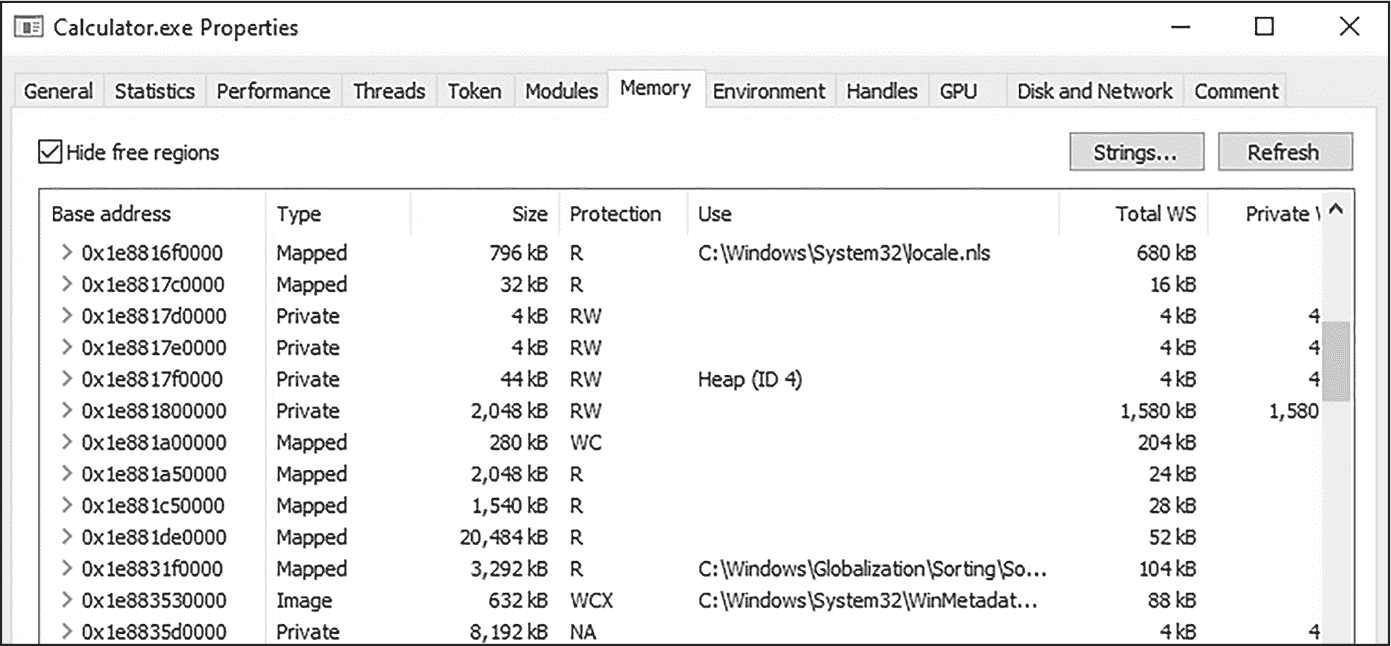 Calculator.exe Properties
General Statistics Performance Threads Token Modules Memory Environment Handles GPU Disk and Network Comment
Hide free regions Strings... Refresh
Base address Type Size Protection Use Total WS Private
0x1e8816f0000 Mapped 796 kB R C:\Windows\System32\locale.nls 680 kB
0x1e8817c0000 Mapped 32 kB R 16 kB
0x1e8817d0000 Private 4 kB RW 4 kB 4
0x1e8817e0000 Private 4 kB RW 4 kB 4
0x1e8817f0000 Private 44 kB RW Heap (ID 4) 4 kB 4
0x1e881800000 Private 2,048 kB RW 1,580 kB 1,580
0x1e881a00000 Mapped 280 kB WC 204 kB
0x1e881a50000 Mapped 2,048 kB R 24 kB
0x1e881c50000 Mapped 1,540 kB R 28 kB
0x1e881de0000 Mapped 20,484 kB R 52 kB
0x1e8831f0000 Mapped 3,292 kB R C:\Windows\Globalization\Sorting\So... 104 kB
0x1e883530000 Image 632 kB WCX C:\Windows\System32\WinMetadat... 88 kB
0x1e8835d0000 Private 8,192 kB NA 4 kB 4